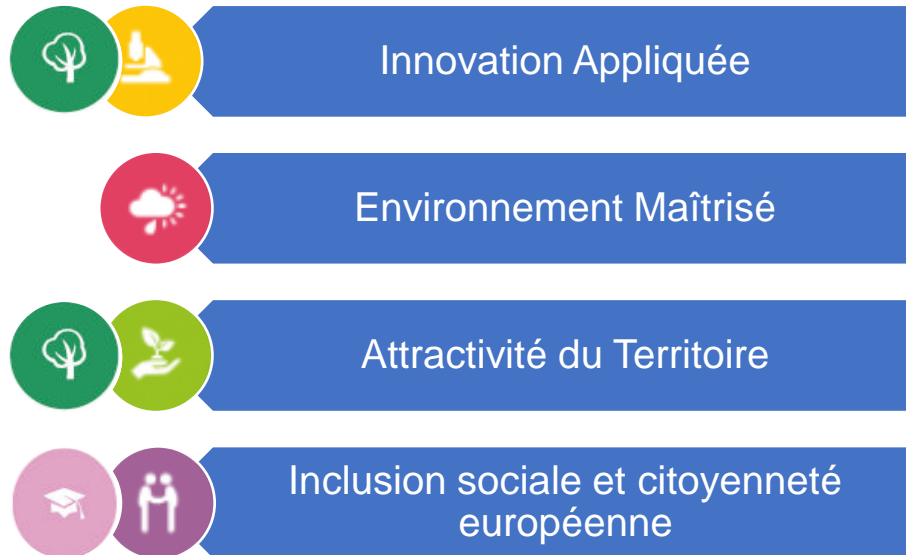 Innovation Appliquée
Environnement Maîtrisé
Attractivité du Territoire
Inclusion sociale et citoyenneté
européenne